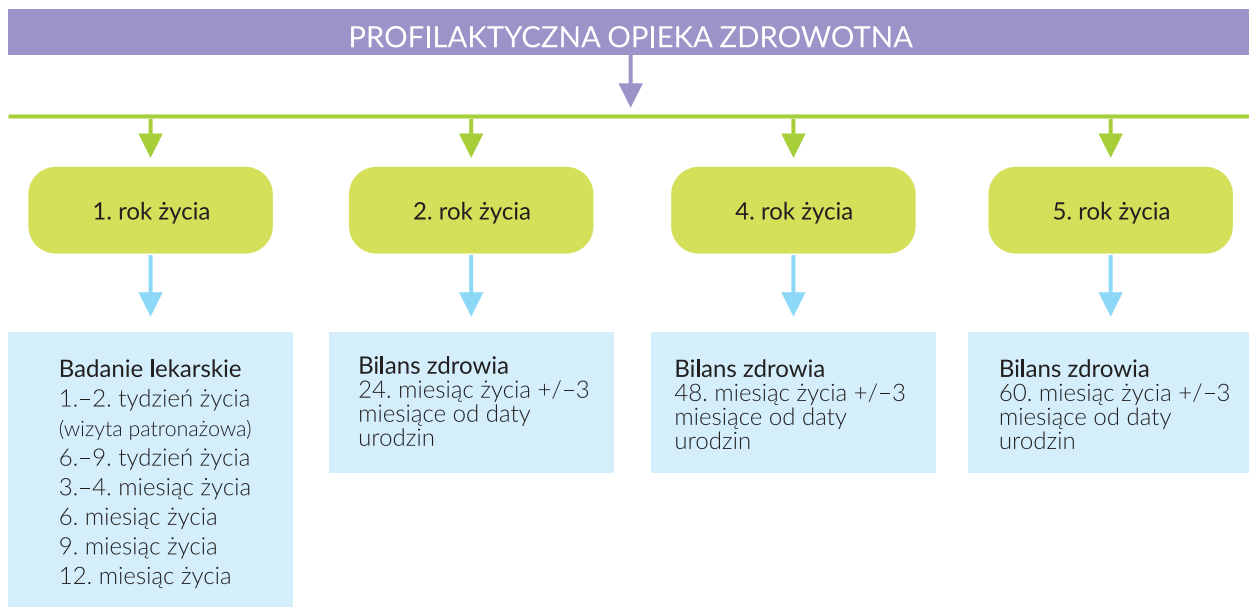 PROFILAKTYCZNA OPIEKA ZDROWOTNA
1. rok życia
2. rok życia
4. rok życia
5. rok życia
Badanie lekarskie
1.–2. tydzień życia
(wizyta patronażowa)
6.–9. tydzień życia
3.–4. miesiąc życia
6. miesiąc życia
9. miesiąc życia
12. miesiąc życia
Bilans zdrowia
24. miesiąc życia +/–3
miesiące od daty
urodzin
Bilans zdrowia
48. miesiąc życia +/–3
miesiące od daty
urodzin
Bilans zdrowia
60. miesiąc życia +/–3
miesiące od daty
urodzin